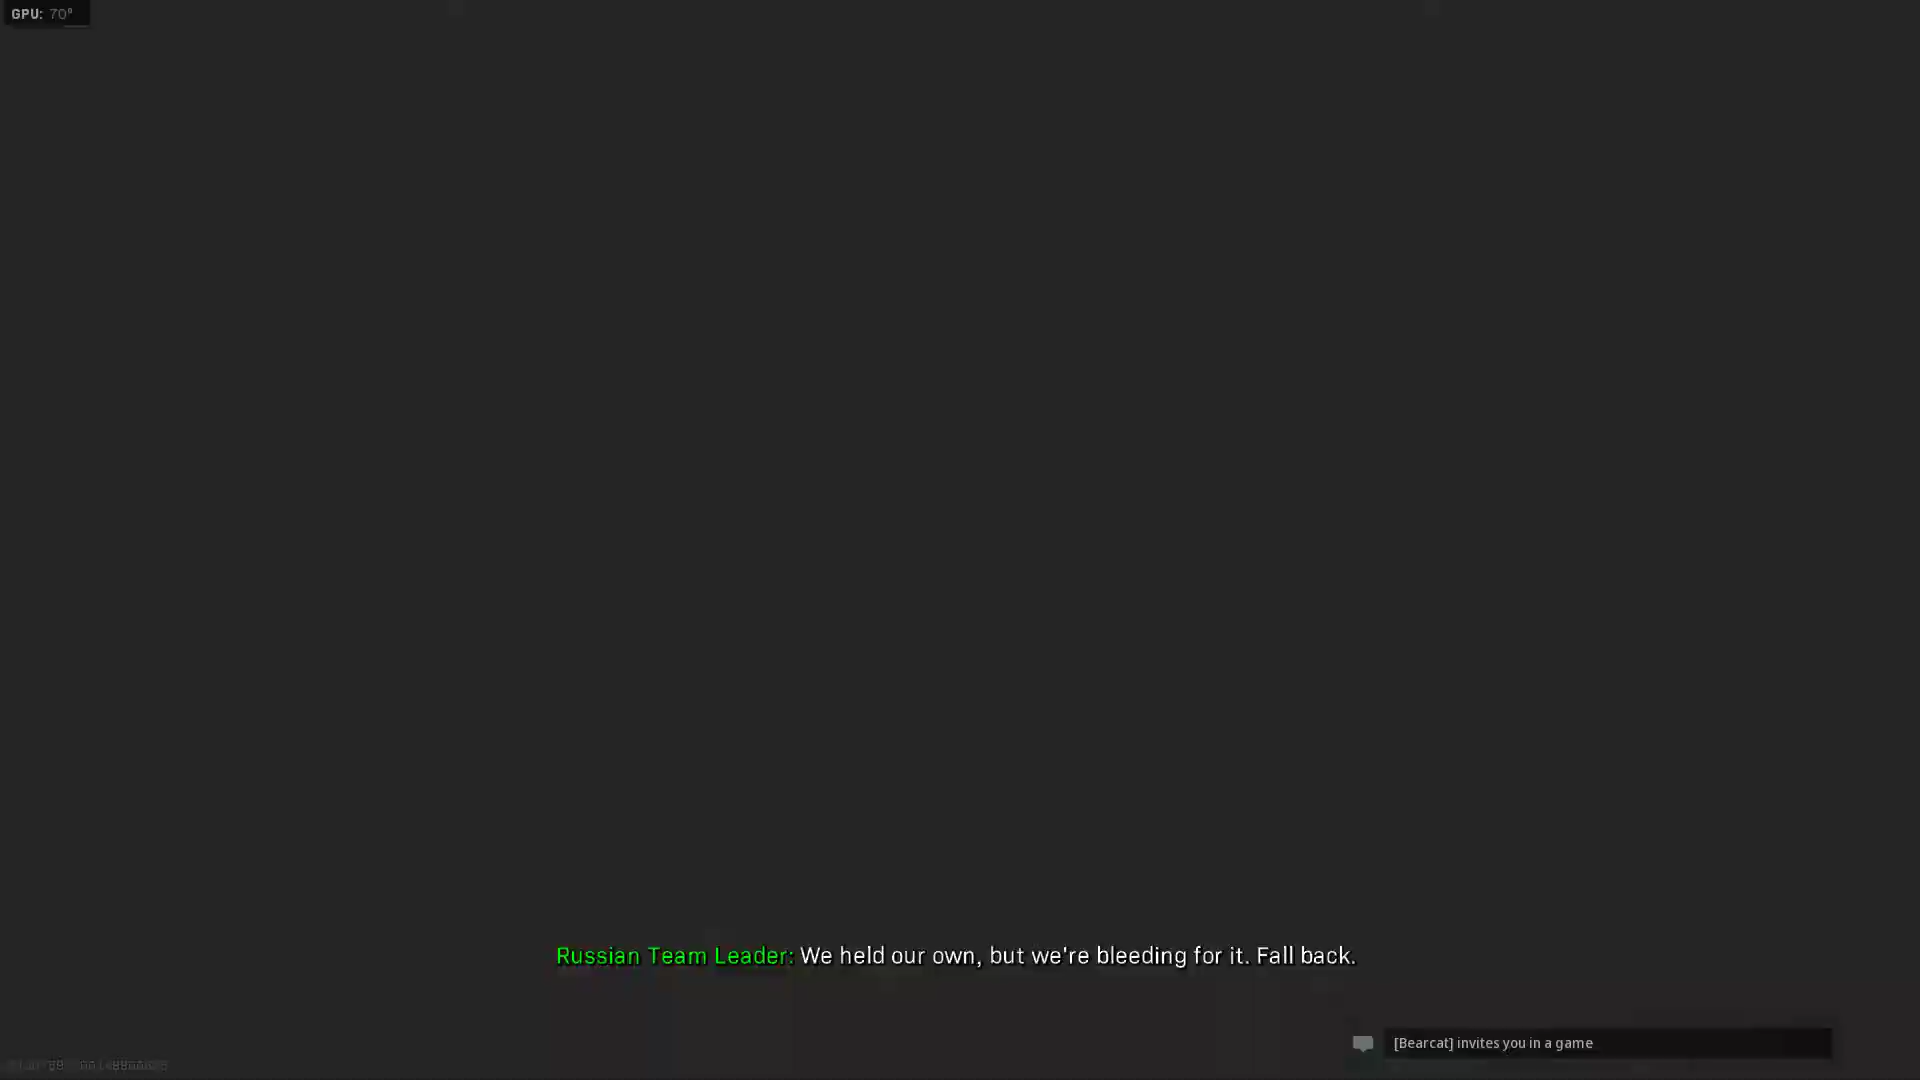 GPU: 70°
Russian Team Leader: We held our own, but we're bleeding for it. Fall back.
[Bearcat] invites you in a game